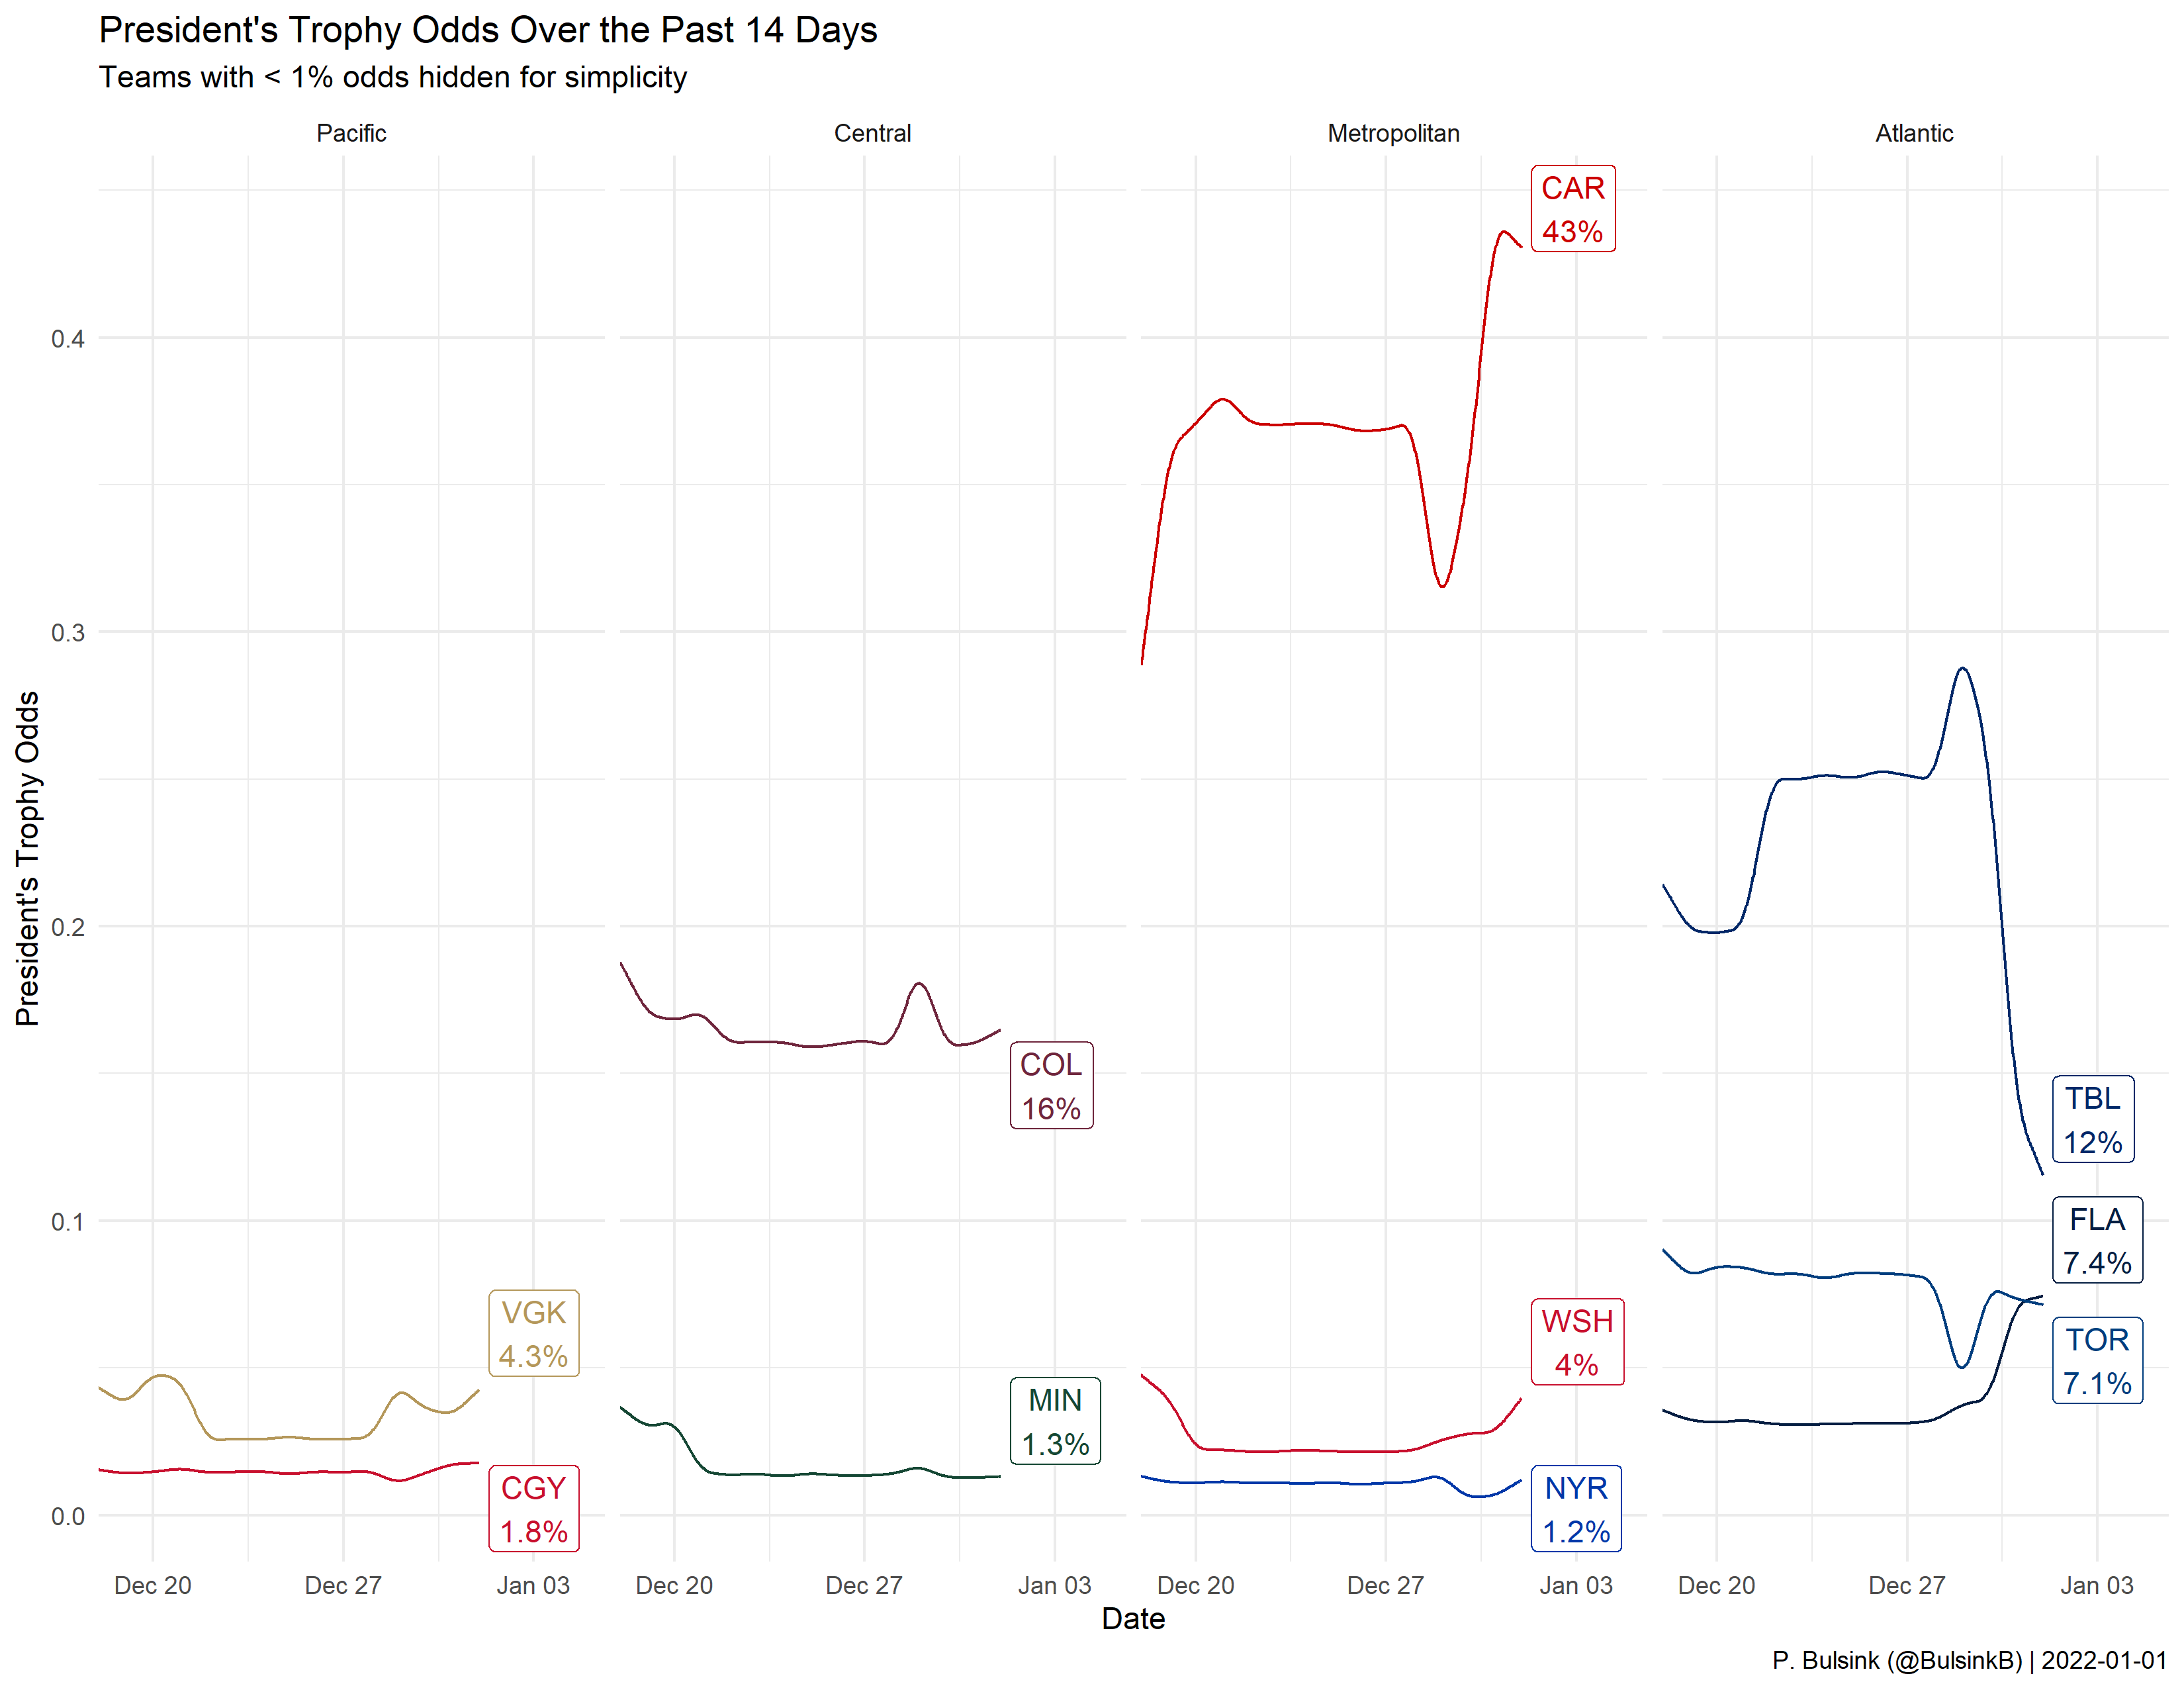 President's Trophy Odds Over the Past 14 Days
Teams with < 1% odds hidden for simplicity
Pacific
Central
Metropolitan
Atlantic
President's Trophy Odds
0.4
0.3
0.2
0.1
0.0
VGK
4.3%
CGY
1.8%
COL
16%
MIN
1.3%
CAR
43%
WSH
4%
NYR
1.2%
TBL
12%
FLA
7.4%
TOR
7.1%
Dec 20 Dec 27 Jan 03
Dec 20 Dec 27 Jan 03
Dec 20 Dec 27 Jan 03
Dec 20 Dec 27 Jan 03
Date
P. Bulsink (@BulsinkB) | 2022-01-01